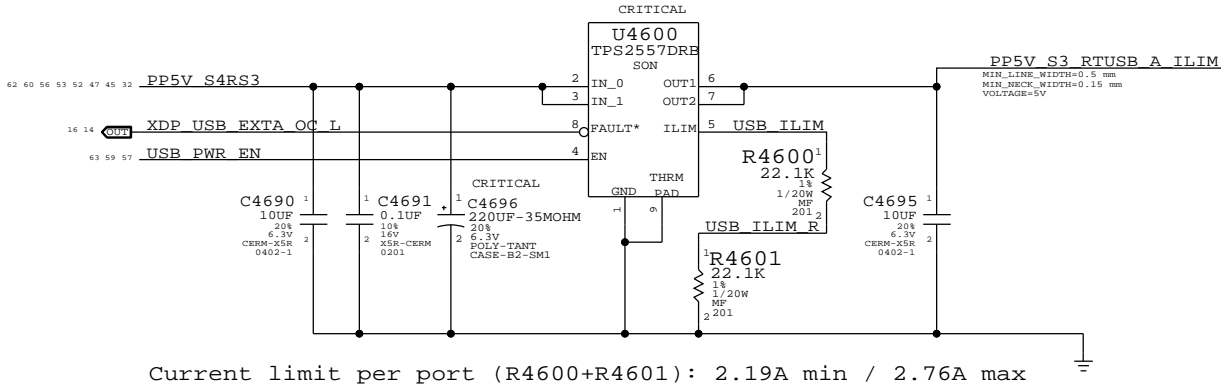 CRITICAL
U4600
TPS2557DRB
SON
62 60 56 53 52 47 45 32 PP5V_S4RS3
2 IN_0 OUT1 6
3 IN_1 OUT2 7
16 14 OUT XDP_USB_EXTA_OC_L
8 FAULT* ILIM 5 USB_ILIM
63 59 57 USB_PWR_EN
4 EN
THRM
GND PAD
1 9
PP5V_S3_RTUSB_A_ILIM
MIN_LINE_WIDTH=0.5 mm
MIN_NECK_WIDTH=0.15 mm
VOLTAGE=5V
C4690 1
10UF
20%
6.3V 2
CERM-X5R
0402-1
1 C4691
0.1UF
10%
2 16V
X5R-CERM
0201
CRITICAL
+ 1 C4696
220UF-35MOHM
20%
2 6.3V
POLY-TANT
CASE-B2-SM1
R4600 1
22.1K
1%
1/20W
MF
201 2
USB_ILIM_R
1 R4601
22.1K
1%
1/20W
MF
2 201
C4695 1
10UF
20%
6.3V 2
CERM-X5R
0402-1
Current limit per port (R4600+R4601): 2.19A min / 2.76A max